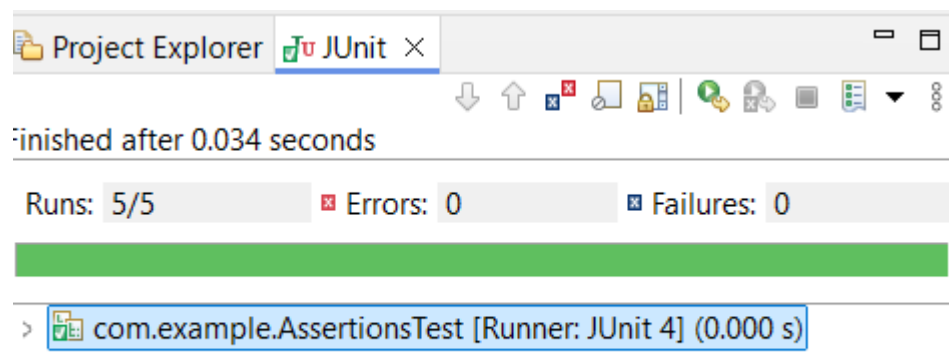 Project Explorer JUnit
Finished after 0.034 seconds
Runs: 5/5 Errors: 0 Failures: 0
com.example.AssertionsTest [Runner: JUnit 4] (0.000 s)